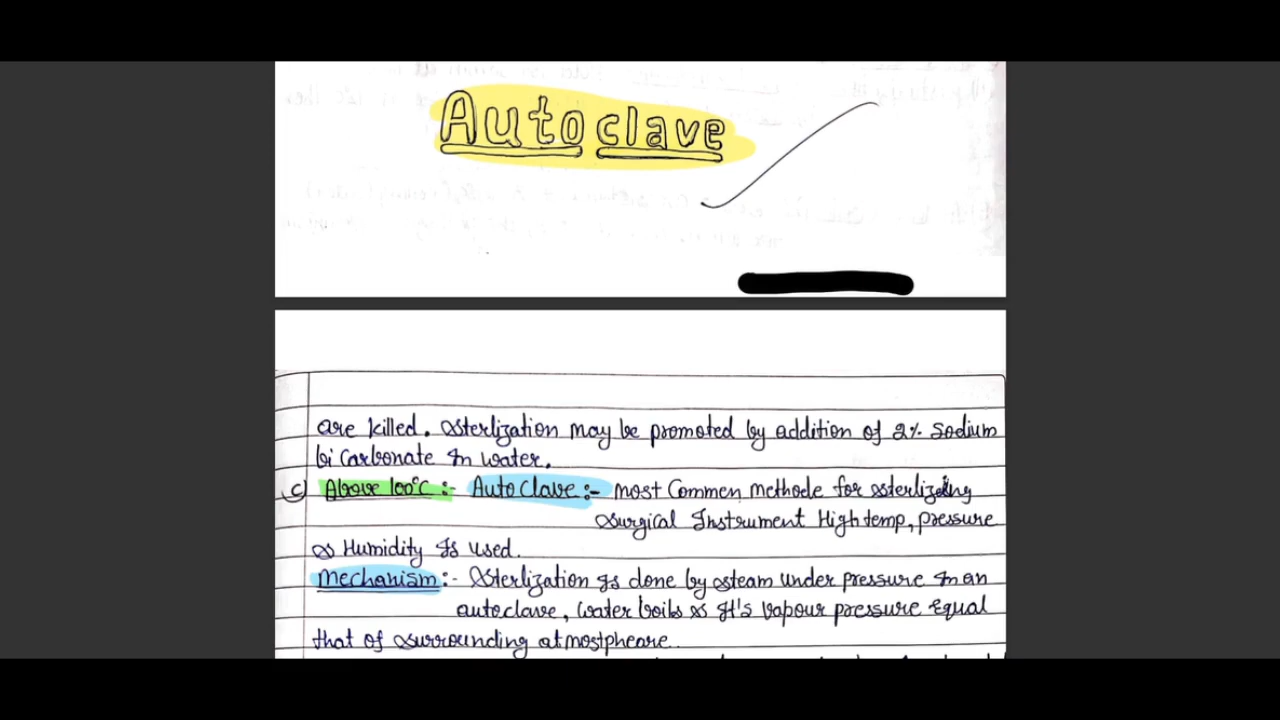 Autoclave
are killed. sterlization may be promoted by addition of 2% Sodium
bi Carbonate In water.
c) Above 100°C :- AutoClave :- most Commen methode for sterlizing
surgical Instrument High temp, pressure
& Humidity Is used.
Mechanism :- Sterlization Is done by steam under pressure In an
autoclave, water boils & It's vapour pressure Equal
that of surrounding atmostpheare.